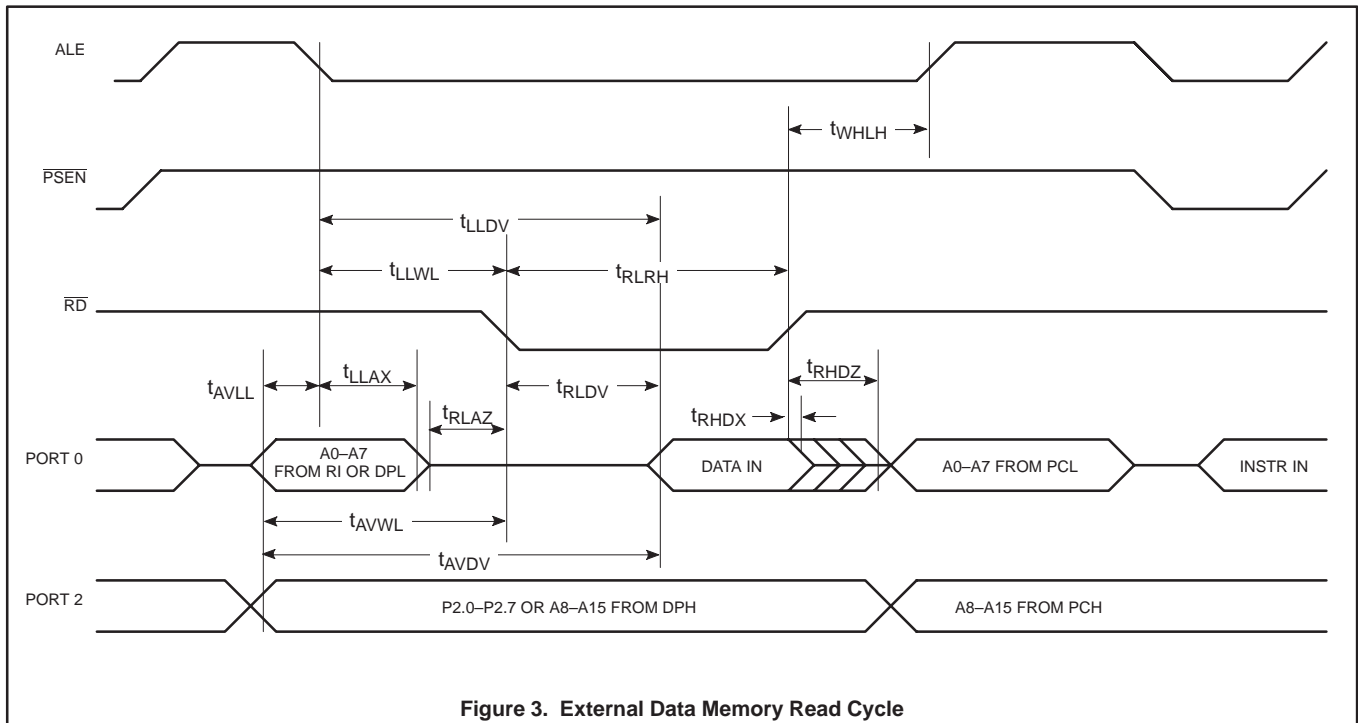 ALE
tWHLH
PSEN
tLLDV
tLLWL
tRLRH
RD
tAVLL
tLLAX
tRLAZ
tRLDV
tRHDZ
tRHDX
PORT 0
A0–A7
FROM RI OR DPL
DATA IN
A0–A7 FROM PCL
INSTR IN
tAVWL
tAVDV
PORT 2
P2.0–P2.7 OR A8–A15 FROM DPH
A8–A15 FROM PCH
Figure 3. External Data Memory Read Cycle